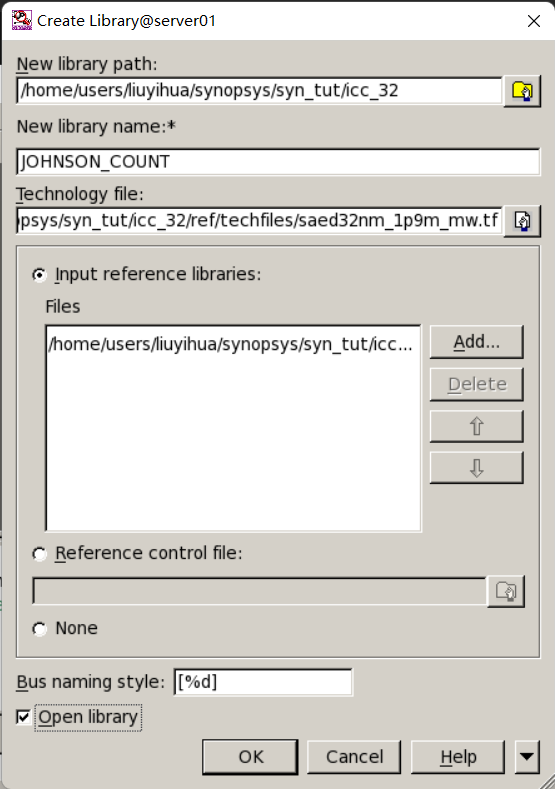 Create Library@server01
New library path:
/home/users/liuyihua/synopsys/syn_tut/icc_32
New library name:*
JOHNSON_COUNT
Technology file:
psys/syn_tut/icc_32/ref/techfiles/saed32nm_1p9m_mw.tf
Input reference libraries:
Files
/home/users/liuyihua/synopsys/syn_tut/icc...
Add...
Delete
Reference control file:
None
Bus naming style: [%d]
Open library
OK Cancel Help